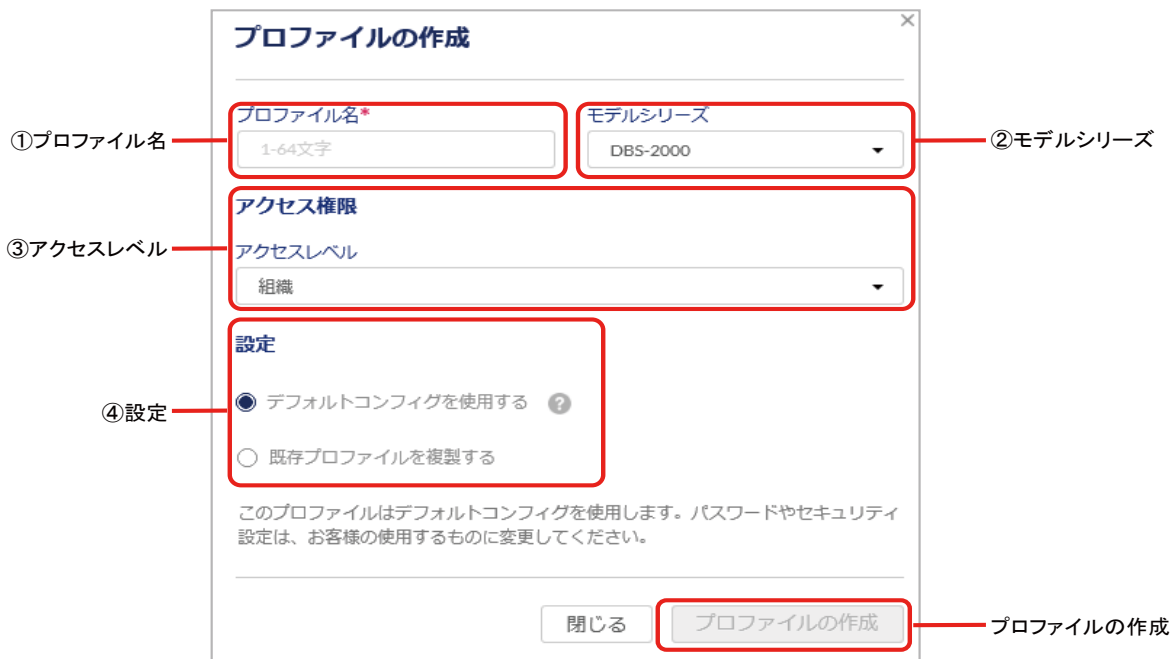 プロファイルの作成
×
プロファイル名*
モデルシリーズ
①プロファイル名
1-64文字
DBS-2000
②モデルシリーズ
アクセス権限
③アクセスレベル
アクセスレベル
組織
設定
④設定
デフォルトコンフィグを使用する ?
既存プロファイルを複製する
このプロファイルはデフォルトコンフィグを使用します。パスワードやセキュリティ
設定は、お客様の使用するものに変更してください。
閉じる
プロファイルの作成
プロファイルの作成